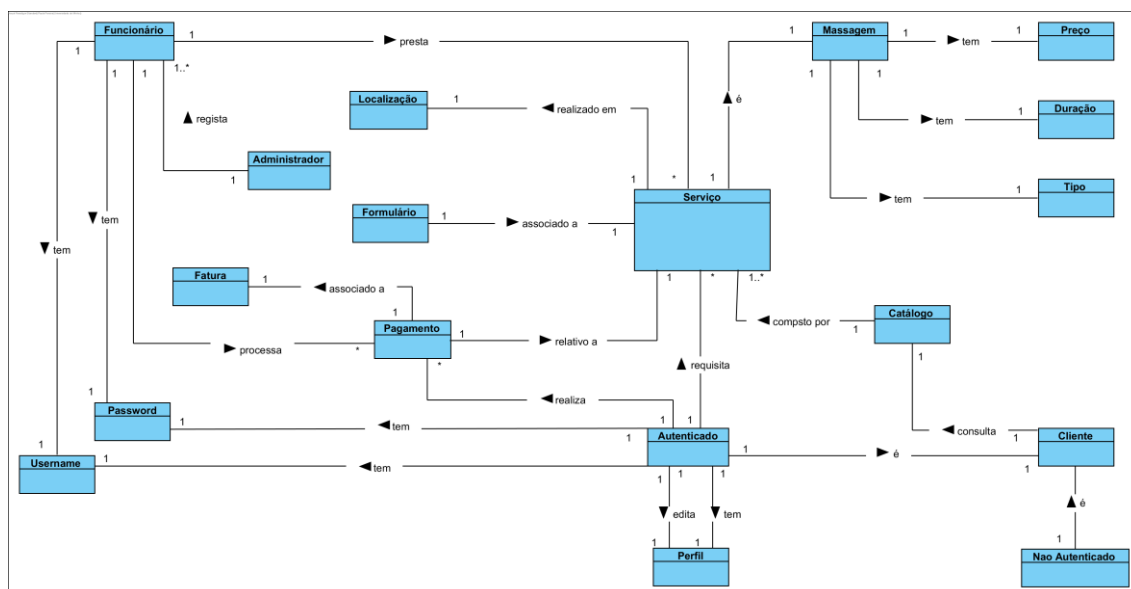 Funcionário
1
1
1
1
1..*
presta
1
Massagem
1
1
1
tem
1
Preço
Localização
1
realizado em
é
tem
1
Duração
regista
Administrador
1
tem
1
*
1
Serviço
tem
1
Tipo
Formulário
1
associado a
1
tem
Fatura
1
associado a
1
1
*
1..*
Catálogo
1
1
compsto por
Pagamento
1
*
*
relativo a
processa
requisita
realiza
1
Password
1
tem
1
1
1
Autenticado
1
é
consulta
1
1
Cliente
1
Username
1
tem
1
1
1
edita
tem
é
1
1
Perfil
1
Nao Autenticado